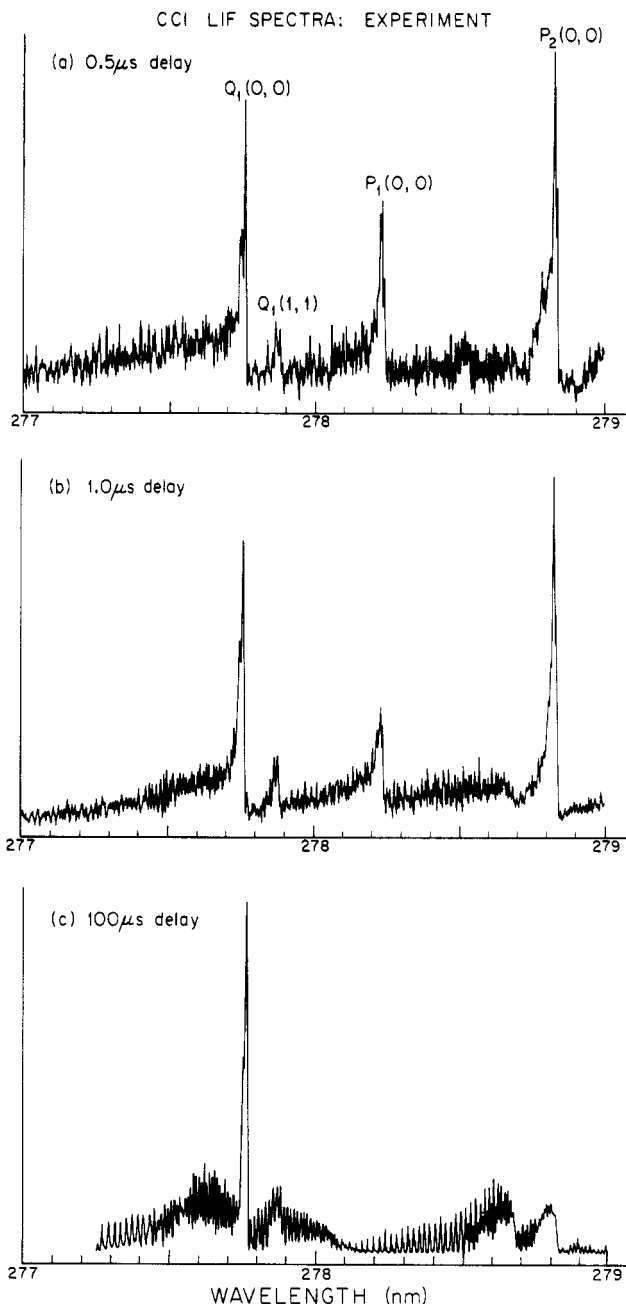 CCl LIF SPECTRA: EXPERIMENT
(a) 0.5μs delay
Q₁(0,0)
P₂(0,0)
P₁(0,0)
Q₁(1,1)
277 278 279
(b) 1.0μs delay
277 278 279
(c) 100μs delay
277 278 279
WAVELENGTH (nm)